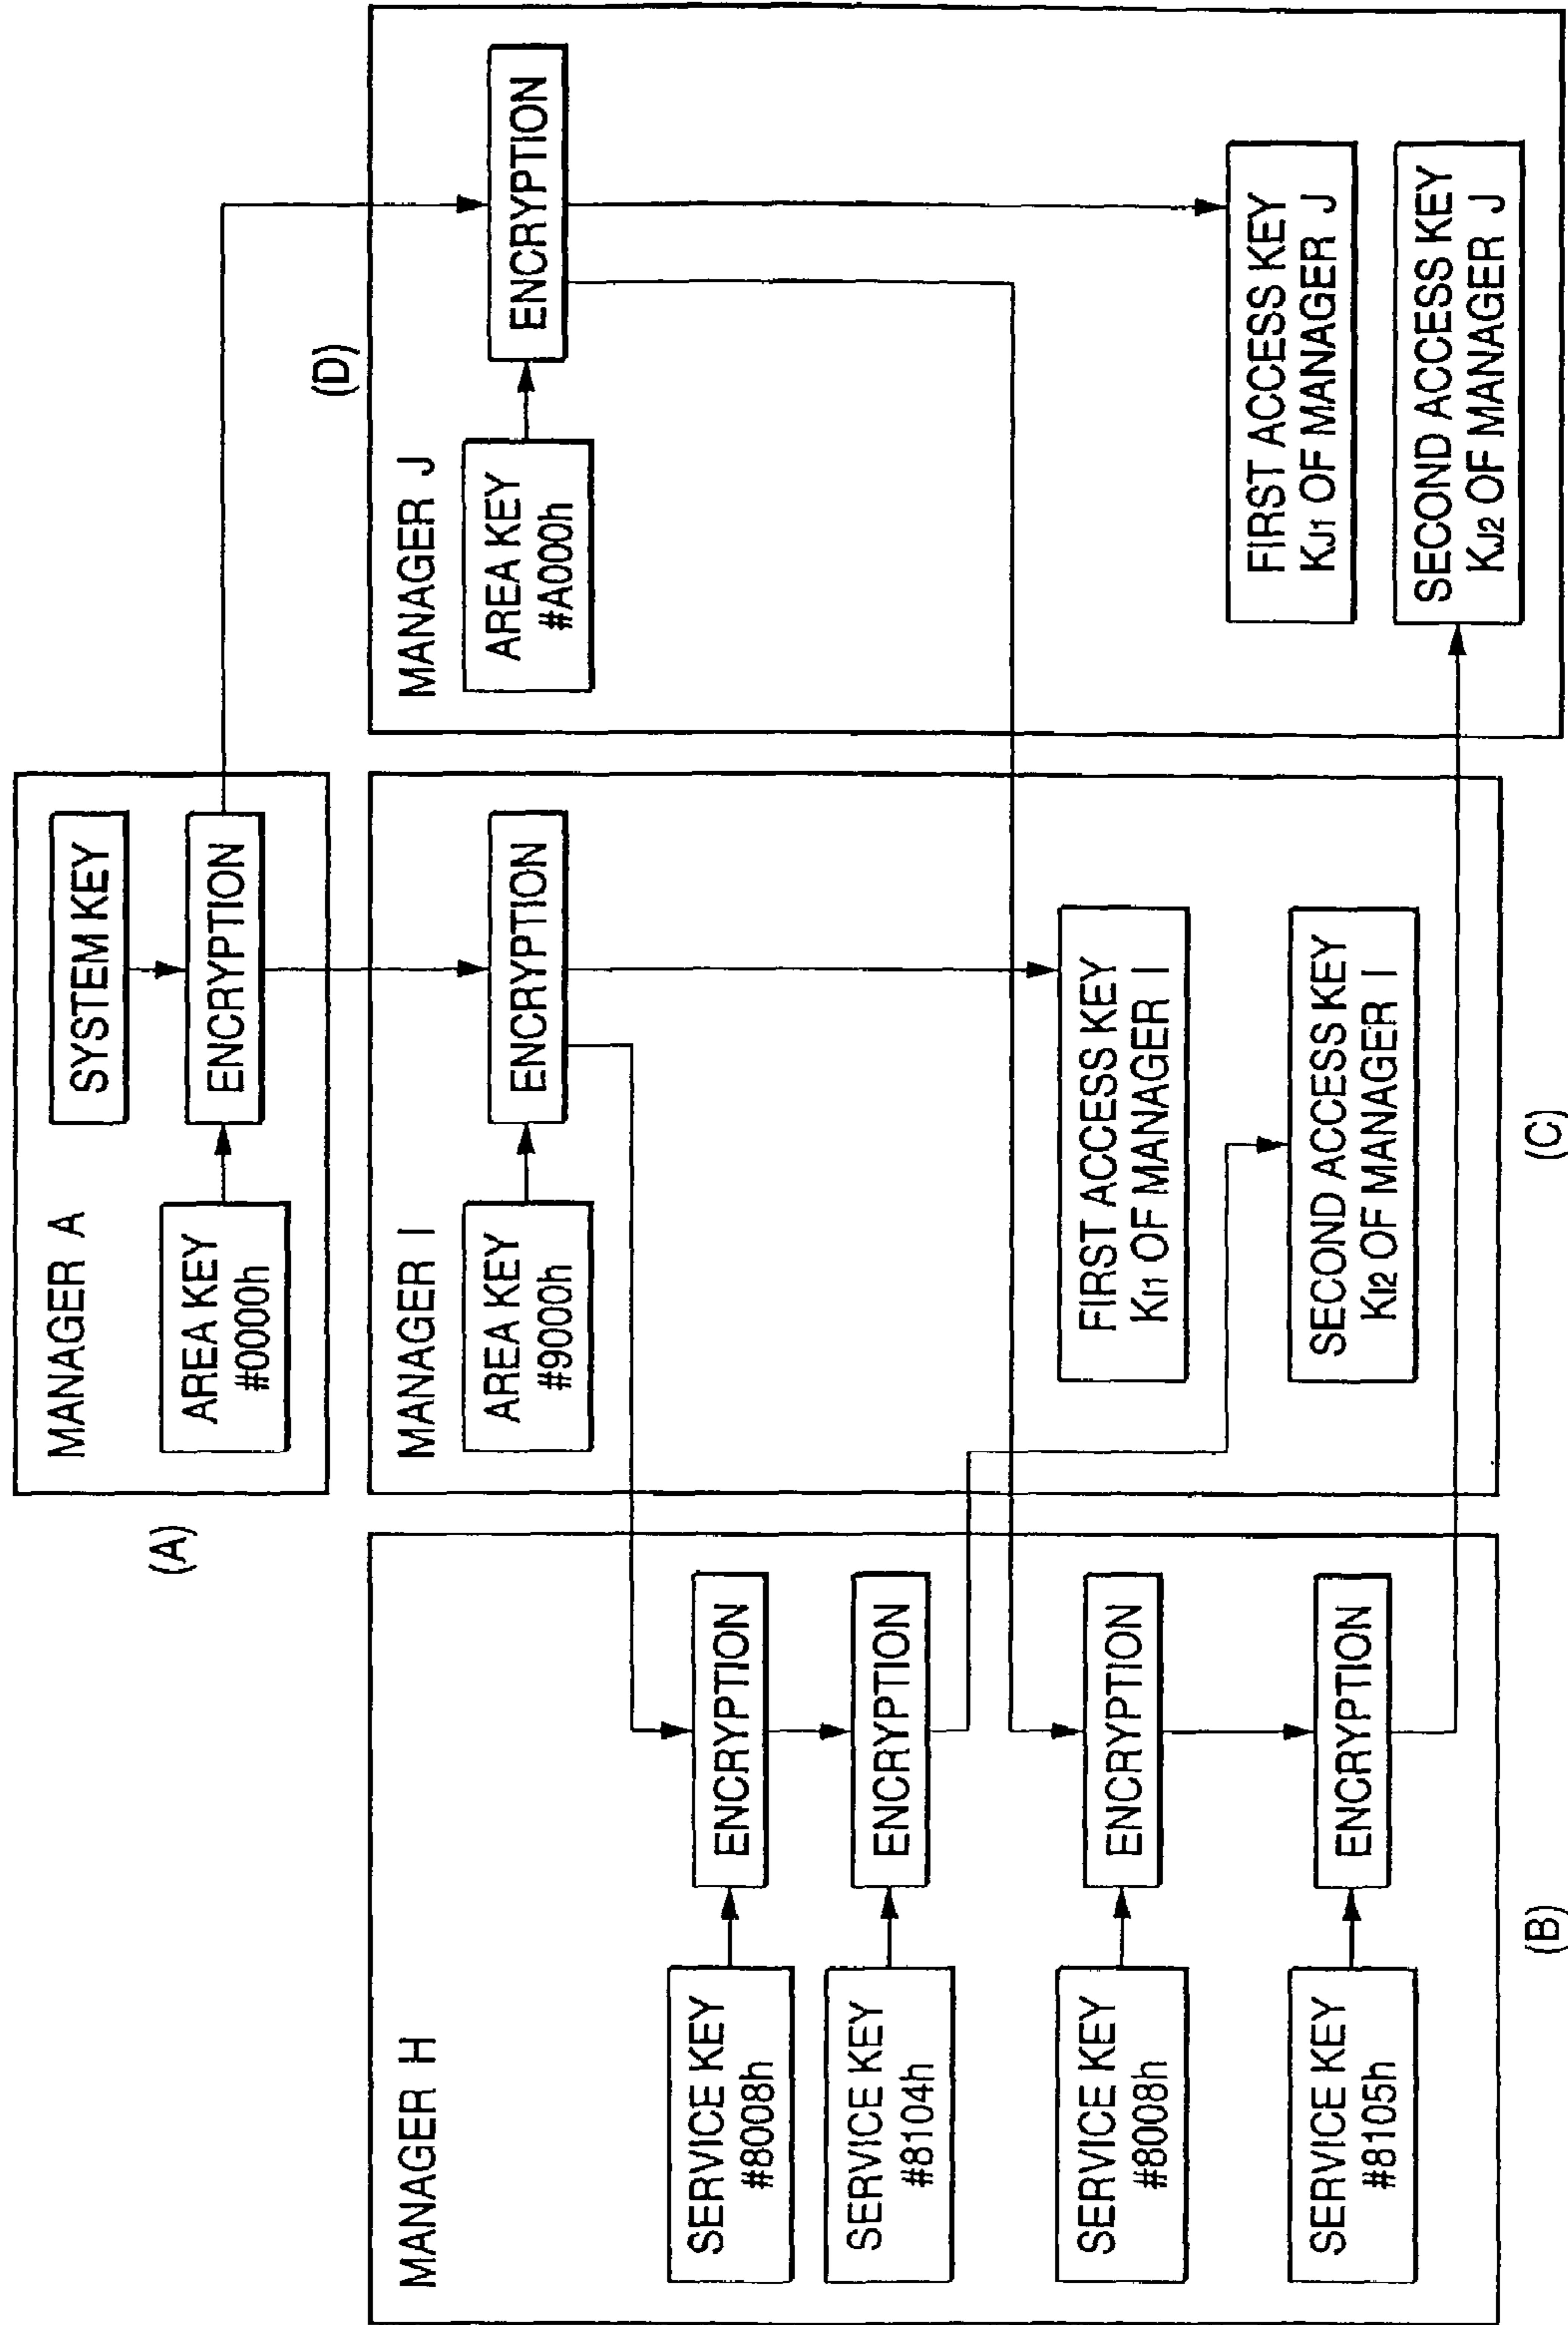 (A)
MANAGER A
SYSTEM KEY
AREA KEY
#0000h
ENCRYPTION
MANAGER H
SERVICE KEY
#8008h
ENCRYPTION
SERVICE KEY
#8104h
ENCRYPTION
SERVICE KEY
#8008h
ENCRYPTION
SERVICE KEY
#8105h
ENCRYPTION
(B)
MANAGER I
AREA KEY
#9000h
ENCRYPTION
FIRST ACCESS KEY
KI1 OF MANAGER I
SECOND ACCESS KEY
KI2 OF MANAGER I
(C)
(D)
MANAGER J
AREA KEY
#A000h
ENCRYPTION
FIRST ACCESS KEY
KJ1 OF MANAGER J
SECOND ACCESS KEY
KJ2 OF MANAGER J